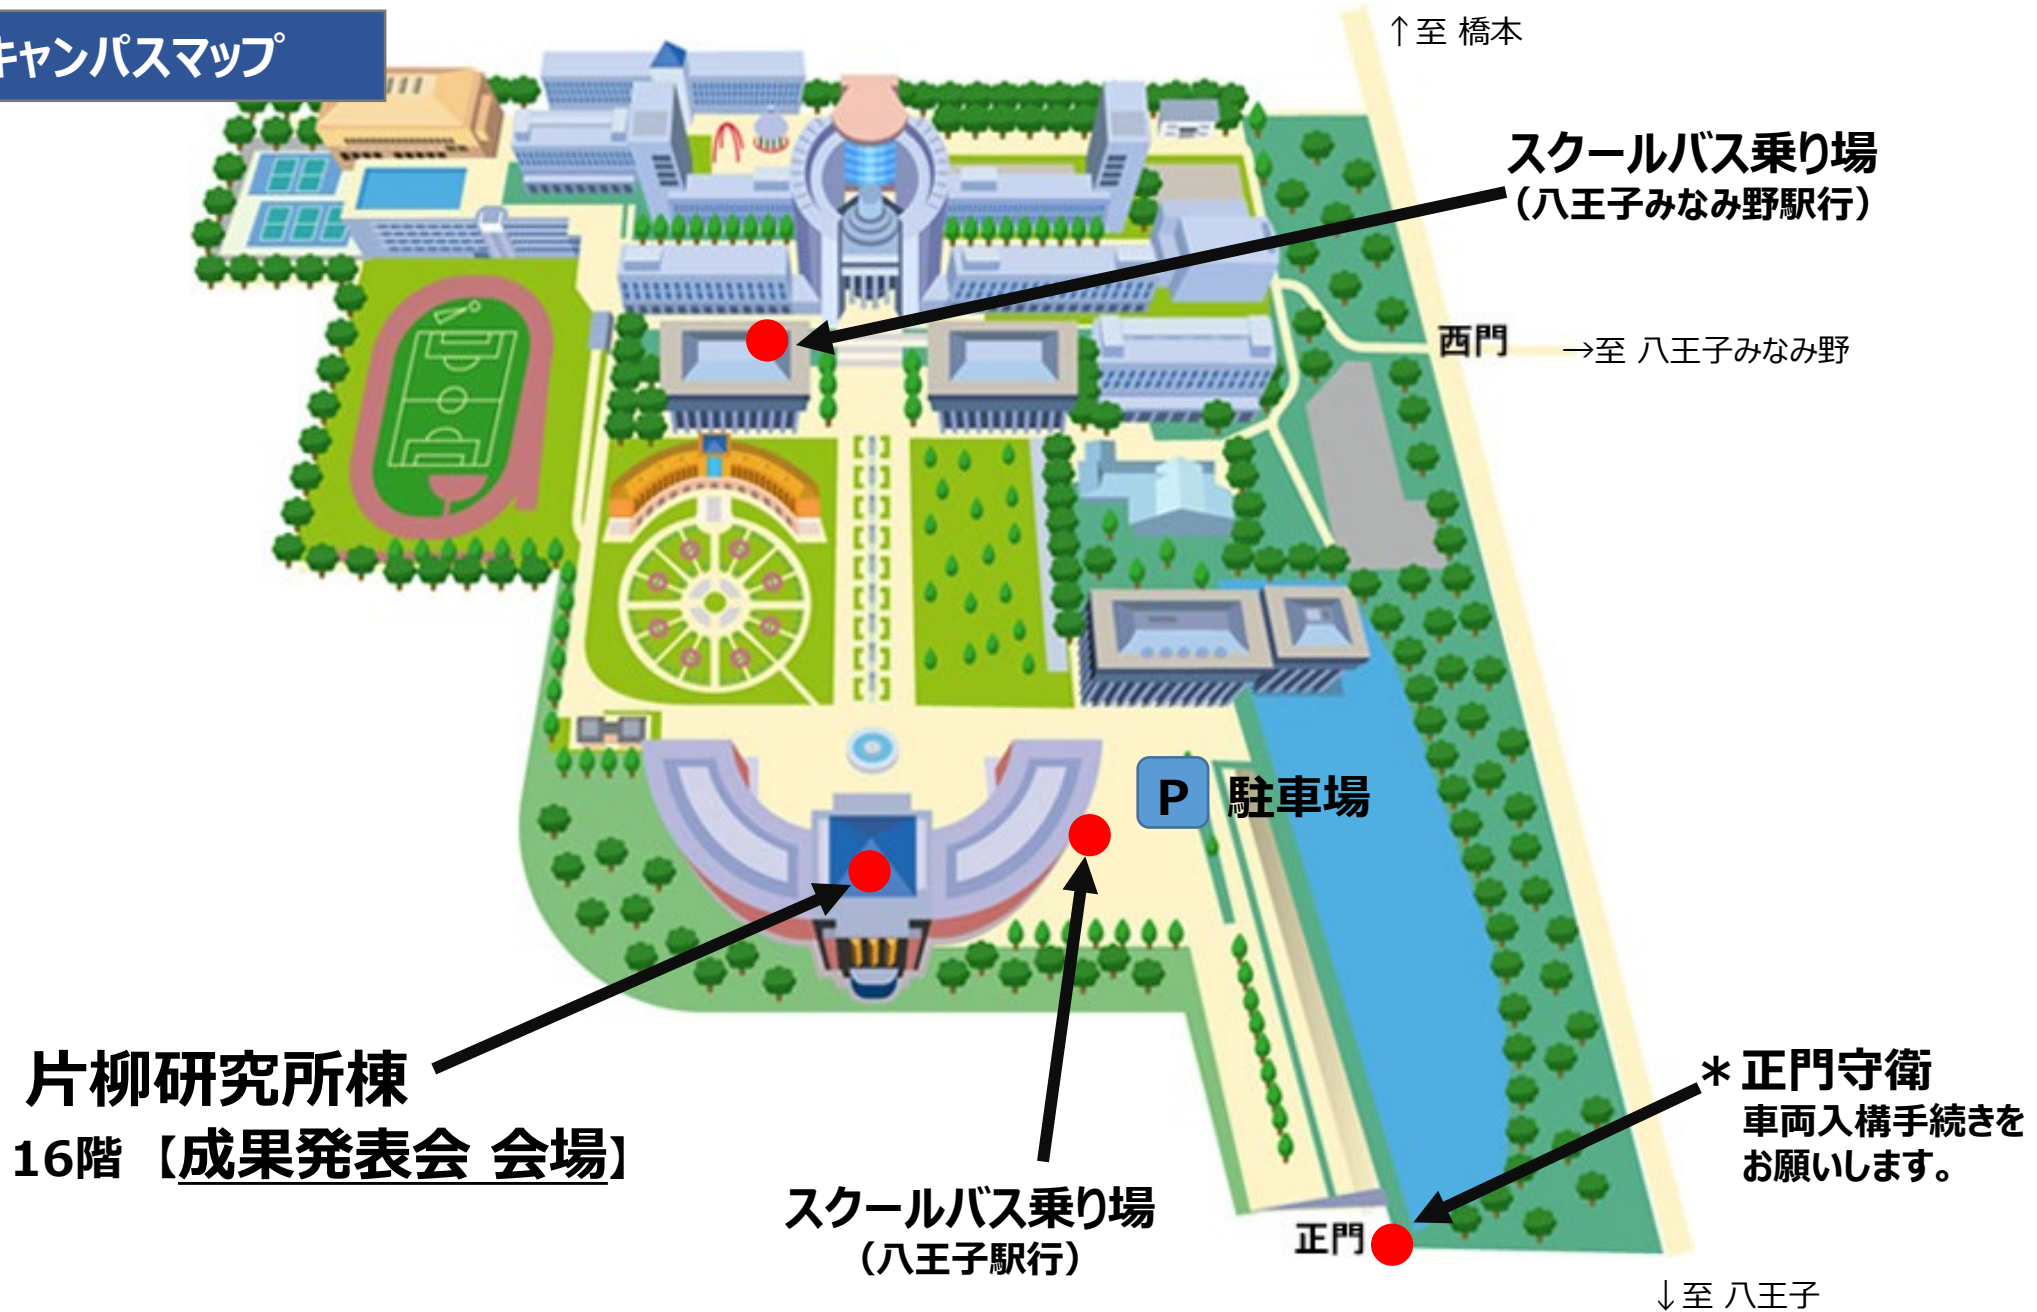 キャンパスマップ
↑至 橋本
スクールバス乗り場
（八王子みなみ野駅行）
西門
→至 八王子みなみ野
P 駐車場
片柳研究所棟
16階【成果発表会 会場】
スクールバス乗り場
（八王子駅行）
＊正門守衛
車両入構手続きを
お願いします。
正門
↓至 八王子